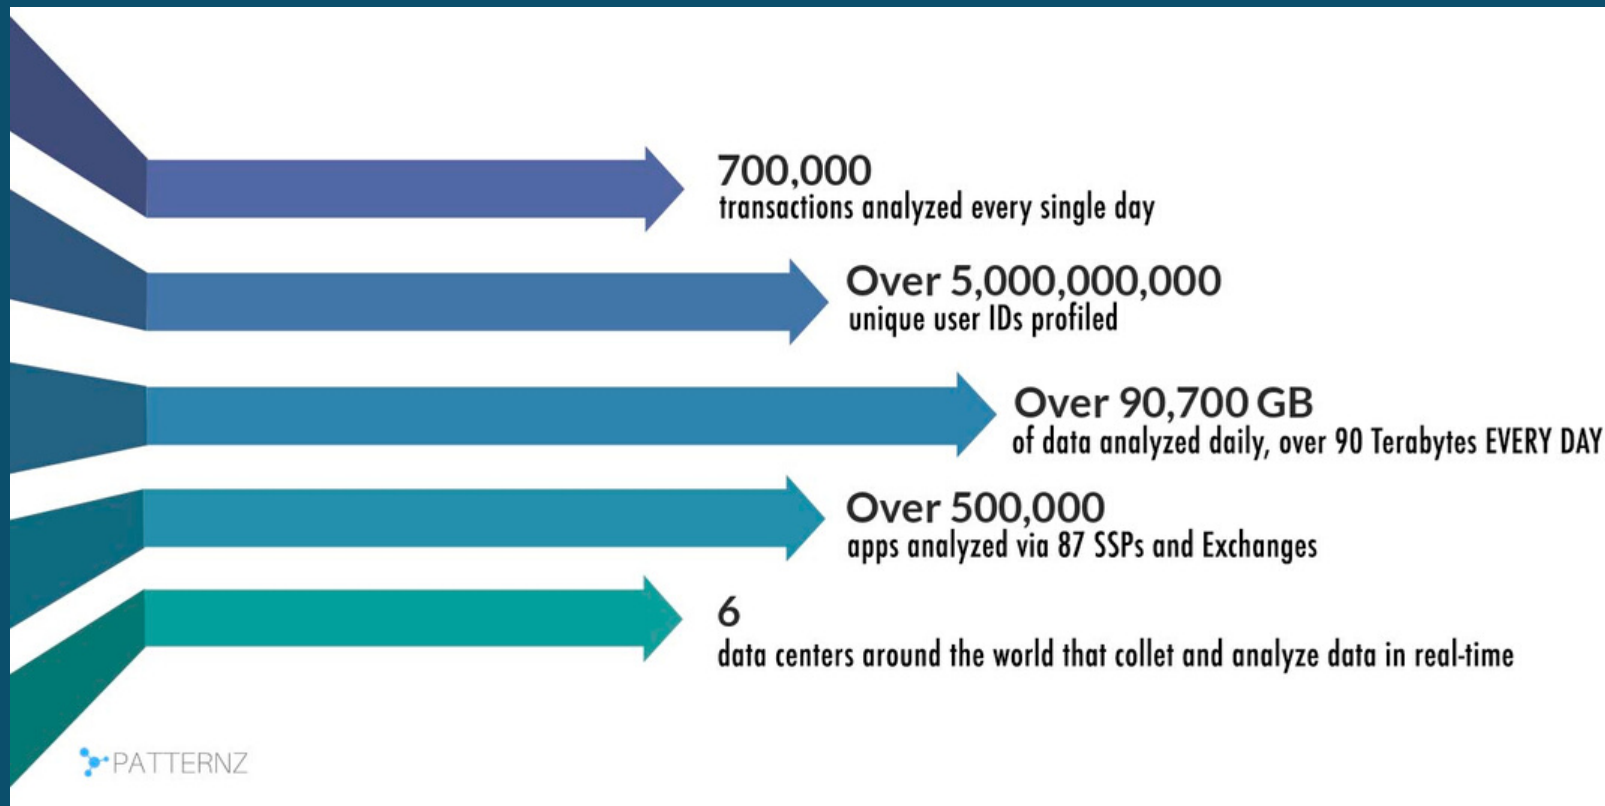 700,000
transactions analyzed every single day
Over 5,000,000,000
unique user IDs profiled
Over 90,700 GB
of data analyzed daily, over 90 Terabytes EVERY DAY
Over 500,000
apps analyzed via 87 SSPs and Exchanges
6
data centers around the world that collet and analyze data in real-time
PATTERNZ